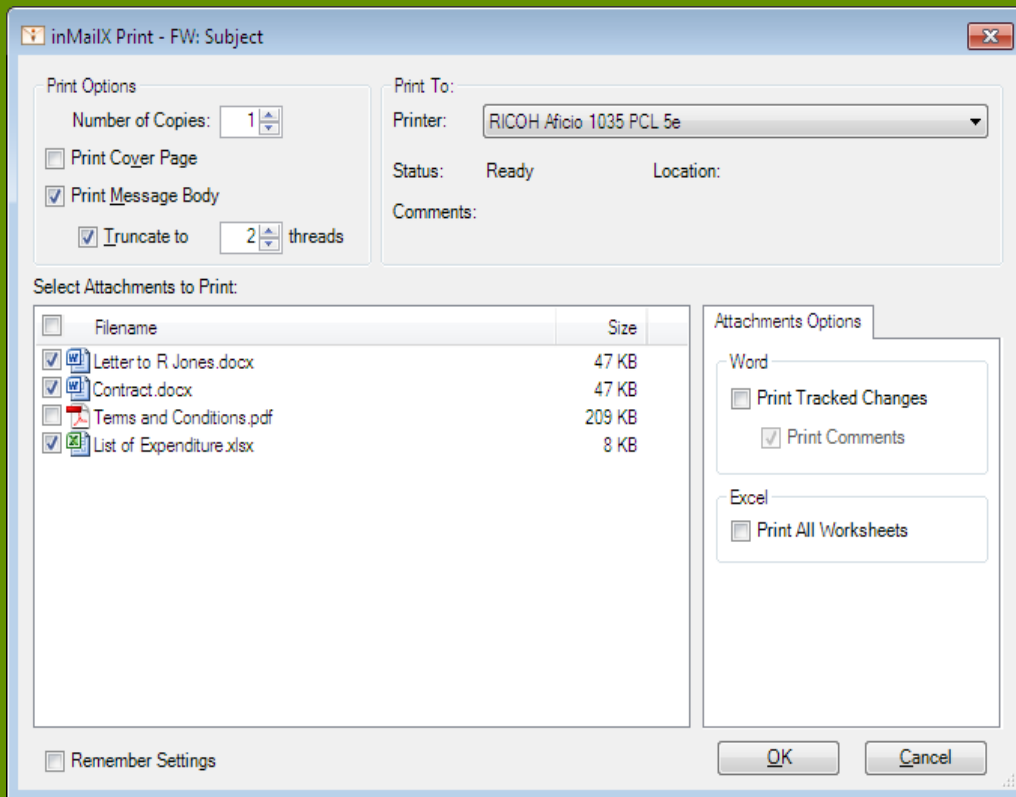 inMailX Print - FW: Subject
Print Options
Number of Copies: 1
Print Cover Page
Print Message Body
Truncate to 2 threads
Print To:
Printer: RICOH Aficio 1035 PCL 5e
Status: Ready Location:
Comments:
Select Attachments to Print:
Filename Size
Letter to R Jones.docx 47 KB
Contract.docx 47 KB
Terms and Conditions.pdf 209 KB
List of Expenditure.xlsx 8 KB
Attachments Options
Word
Print Tracked Changes
Print Comments
Excel
Print All Worksheets
Remember Settings
OK Cancel